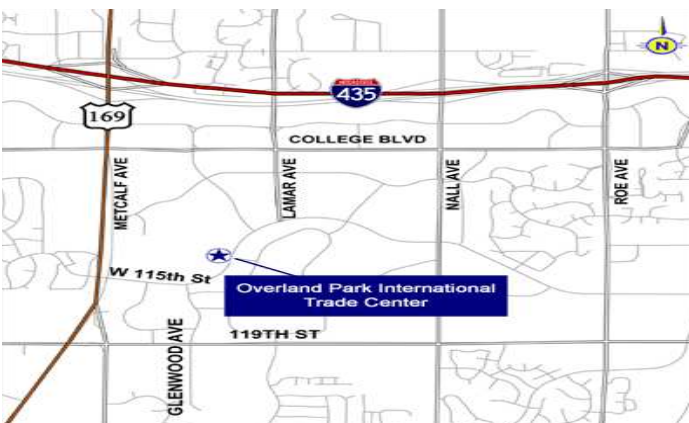 N
435
169
COLLEGE BLVD
METCALF AVE
LAMAR AVE
NALL AVE
ROE AVE
W 115th St
Overland Park International
Trade Center
119TH ST
GLENWOOD AVE